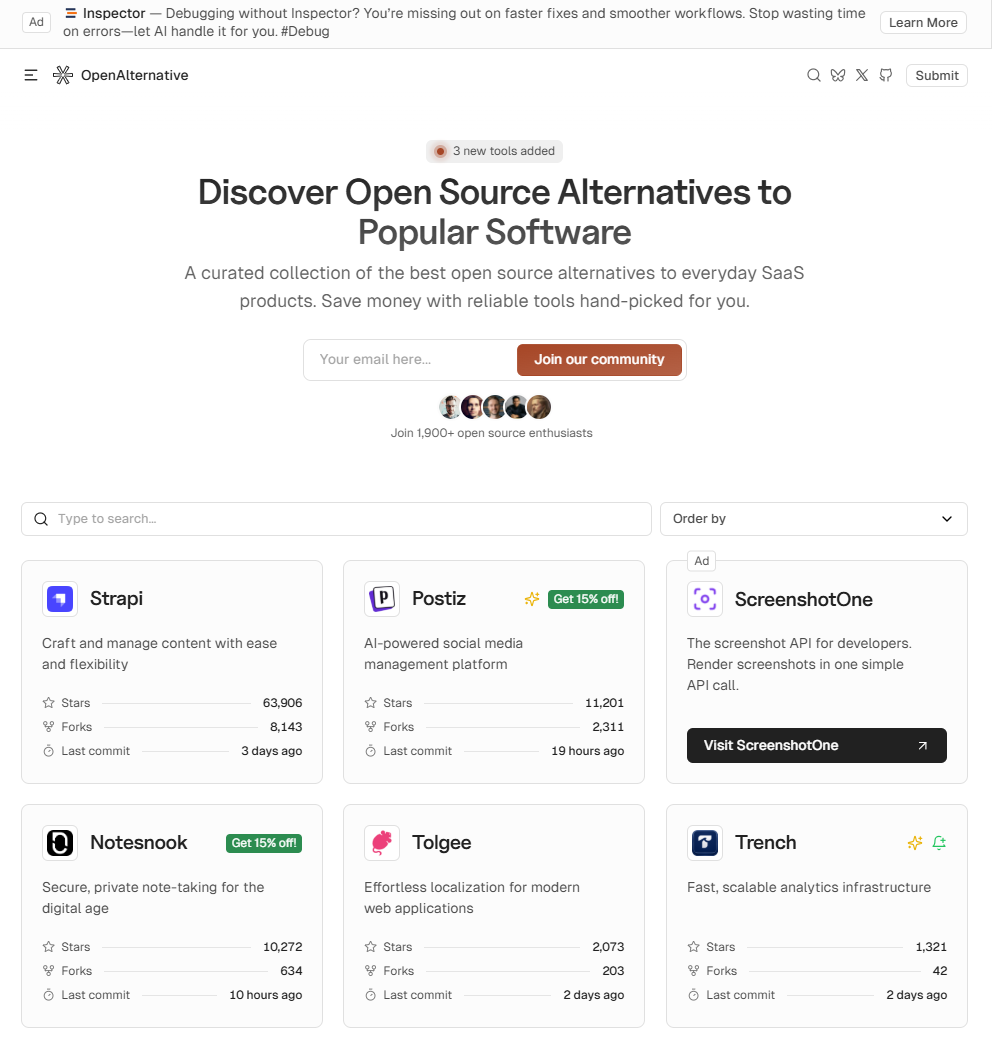 Ad
Inspector — Debugging without Inspector? You're missing out on faster fixes and smoother workflows. Stop wasting time
on errors—let AI handle it for you. #Debug
Learn More
OpenAlternative
Submit
3 new tools added
Discover Open Source Alternatives to
Popular Software
A curated collection of the best open source alternatives to everyday SaaS
products. Save money with reliable tools hand-picked for you.
Your email here...
Join our community
Join 1,900+ open source enthusiasts
Type to search...
Order by
Strapi
Craft and manage content with ease
and flexibility
Stars 63,906
Forks 8,143
Last commit 3 days ago
Postiz
Get 15% off!
AI-powered social media
management platform
Stars 11,201
Forks 2,311
Last commit 19 hours ago
Ad
ScreenshotOne
The screenshot API for developers.
Render screenshots in one simple
API call.
Visit ScreenshotOne
Notesnook
Get 15% off!
Secure, private note-taking for the
digital age
Stars 10,272
Forks 634
Last commit 10 hours ago
Tolgee
Effortless localization for modern
web applications
Stars 2,073
Forks 203
Last commit 2 days ago
Trench
Fast, scalable analytics infrastructure
Stars 1,321
Forks 42
Last commit 2 days ago